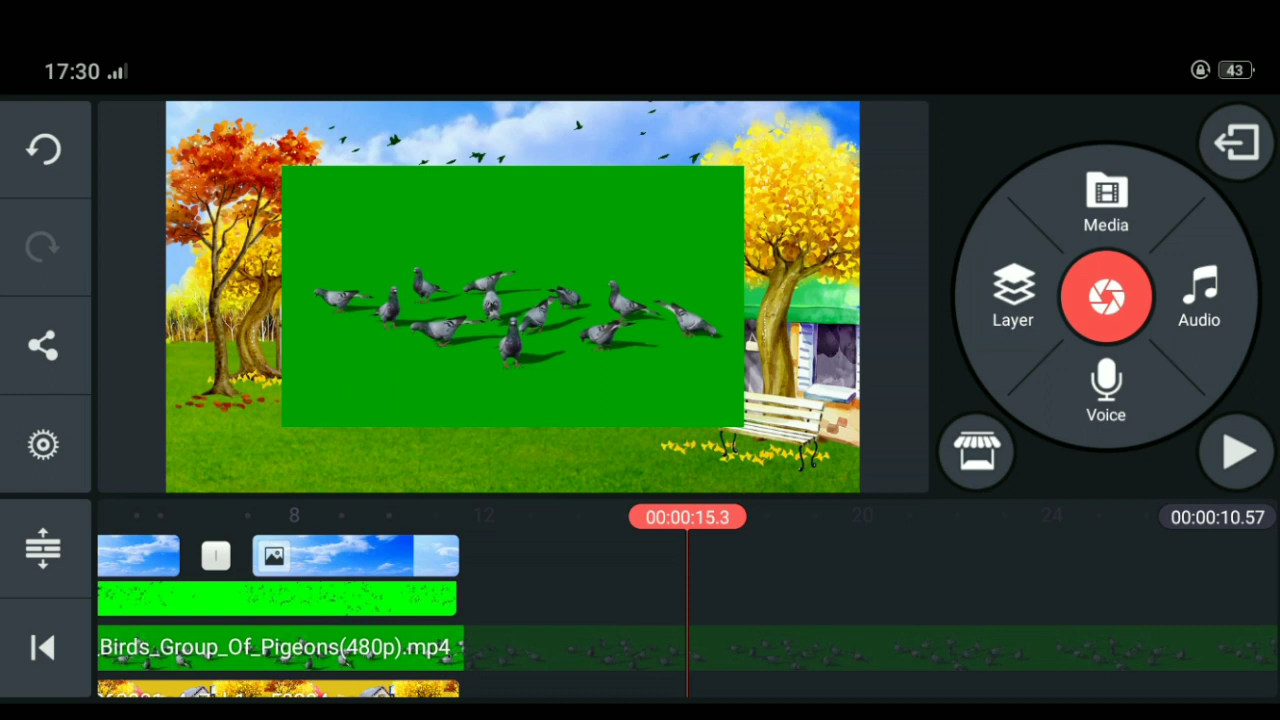 17:30
43
Media
Layer
Audio
Voice
8
12
00:00:15.3
20
24
00:00:10.57
_Birds_Group_Of_Pigeons(480p).mp4